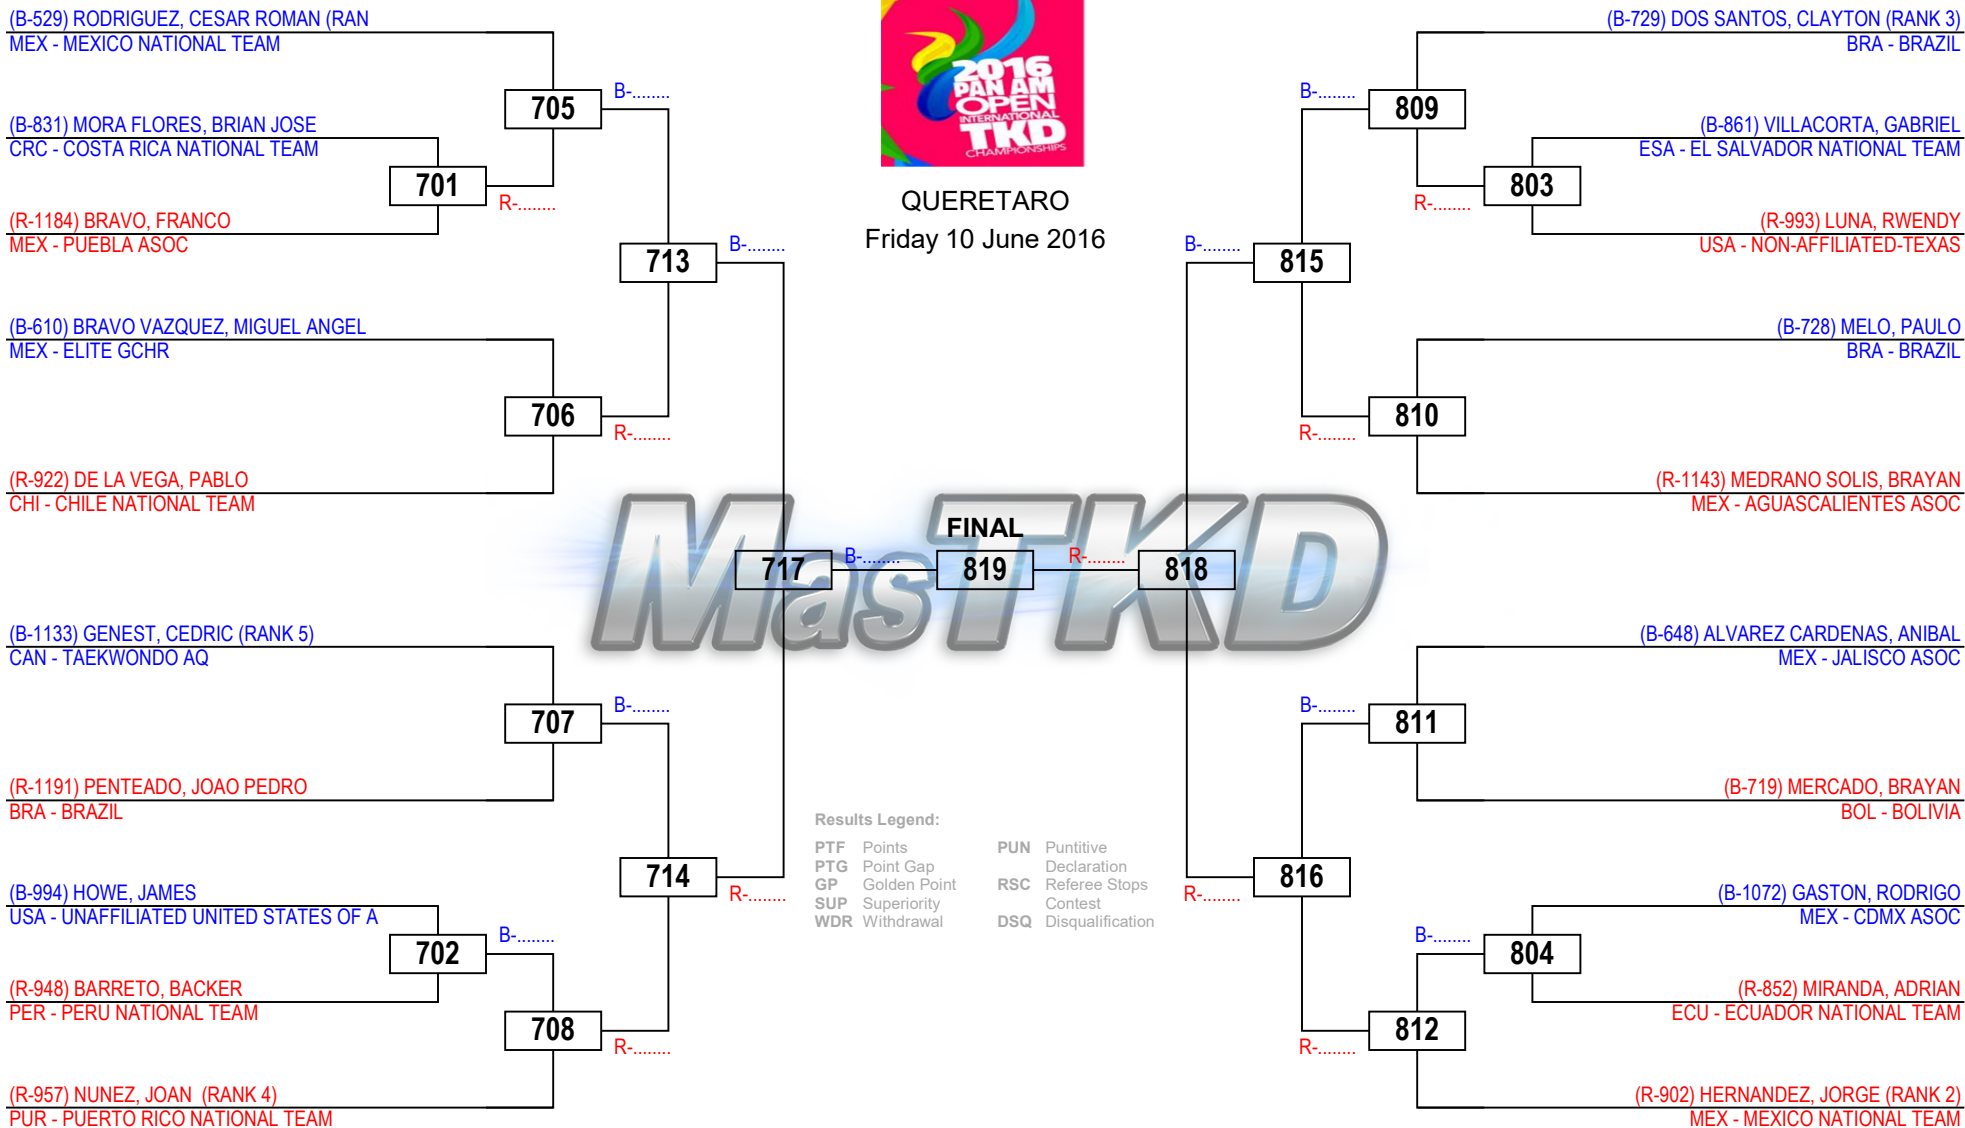 (B-529) RODRIGUEZ, CESAR ROMAN (RAN
MEX - MEXICO NATIONAL TEAM
705
B-........
(B-831) MORA FLORES, BRIAN JOSE
CRC - COSTA RICA NATIONAL TEAM
701
R-........
(R-1184) BRAVO, FRANCO
MEX - PUEBLA ASOC
713
B-........
(B-610) BRAVO VAZQUEZ, MIGUEL ANGEL
MEX - ELITE GCHR
706
R-........
(R-922) DE LA VEGA, PABLO
CHI - CHILE NATIONAL TEAM
717
B-........
(B-1133) GENEST, CEDRIC (RANK 5)
CAN - TAEKWONDO AQ
707
B-........
(R-1191) PENTEADO, JOAO PEDRO
BRA - BRAZIL
714
R-........
(B-994) HOWE, JAMES
USA - UNAFFILIATED UNITED STATES OF A
702
B-........
(R-948) BARRETO, BACKER
PER - PERU NATIONAL TEAM
708
R-........
(R-957) NUNEZ, JOAN  (RANK 4)
PUR - PUERTO RICO NATIONAL TEAM
2016
PAN AM
OPEN
INTERNATIONAL
TKD
CHAMPIONSHIPS
QUERETARO
Friday 10 June 2016
MasTKD
FINAL
819
Results Legend:
PTF Points
PTG Point Gap
GP Golden Point
SUP Superiority
WDR Withdrawal
PUN Puntitive
Declaration
RSC Referee Stops
Contest
DSQ Disqualification
(B-729) DOS SANTOS, CLAYTON (RANK 3)
BRA - BRAZIL
B-........
809
(B-861) VILLACORTA, GABRIEL
ESA - EL SALVADOR NATIONAL TEAM
803
R-........
(R-993) LUNA, RWENDY
USA - NON-AFFILIATED-TEXAS
B-........
815
(B-728) MELO, PAULO
BRA - BRAZIL
810
R-........
(R-1143) MEDRANO SOLIS, BRAYAN
MEX - AGUASCALIENTES ASOC
R-........
818
(B-648) ALVAREZ CARDENAS, ANIBAL
MEX - JALISCO ASOC
B-........
811
(B-719) MERCADO, BRAYAN
BOL - BOLIVIA
816
R-........
(B-1072) GASTON, RODRIGO
MEX - CDMX ASOC
B-........
804
(R-852) MIRANDA, ADRIAN
ECU - ECUADOR NATIONAL TEAM
812
R-........
(R-902) HERNANDEZ, JORGE (RANK 2)
MEX - MEXICO NATIONAL TEAM